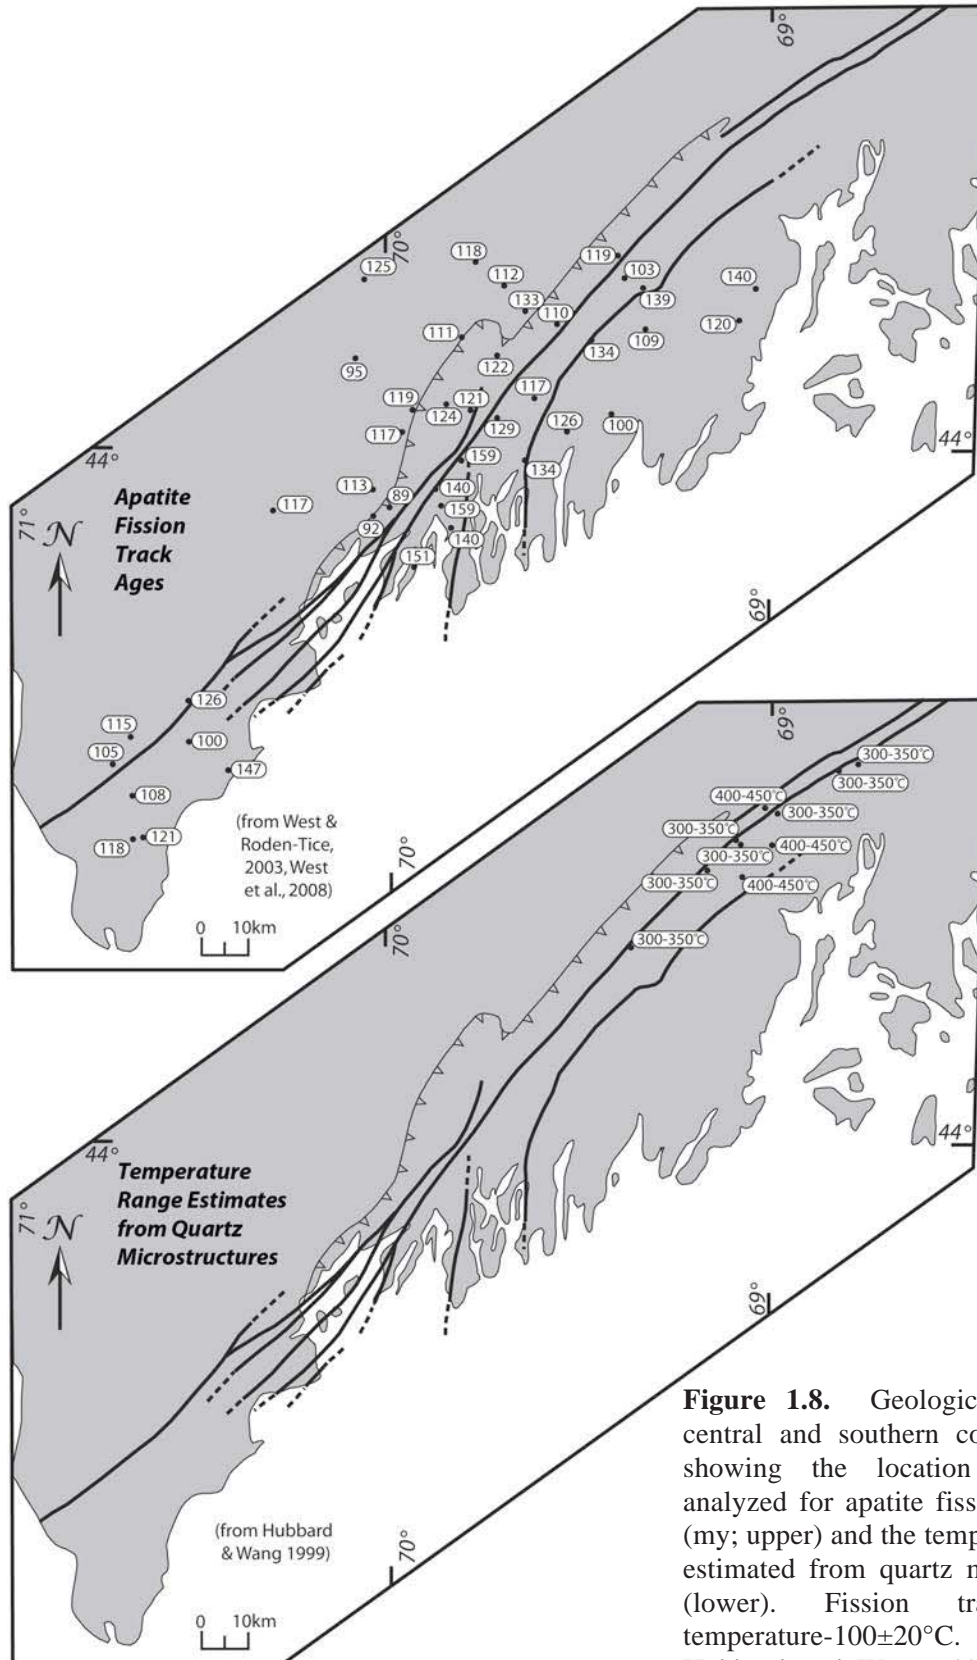 69°
70°
118
125
112
119
103
140
133
139
110
120
111
109
134
122
95
117
119
121
124
100
126
117
129
44°
44°
159
134
Apatite
Fission
Track
Ages
113
89
140
117
159
71°
N
92
140
151
69°
126
115
100
105
147
108
121
118
(from West &
Roden-Tice,
2003, West
et al., 2008)
70°
0 10km
69°
300-350°C
300-350°C
400-450°C
300-350°C
300-350°C
400-450°C
300-350°C
300-350°C
400-450°C
300-350°C
70°
44°
44°
Temperature
Range Estimates
from Quartz
Microstructures
71°
N
69°
(from Hubbard
& Wang 1999)
70°
0 10km
Figure 1.8. Geologic
central and southern co
showing the location
analyzed for apatite fiss
(my; upper) and the temp
estimated from quartz m
(lower). Fission tra
temperature-100±20°C.